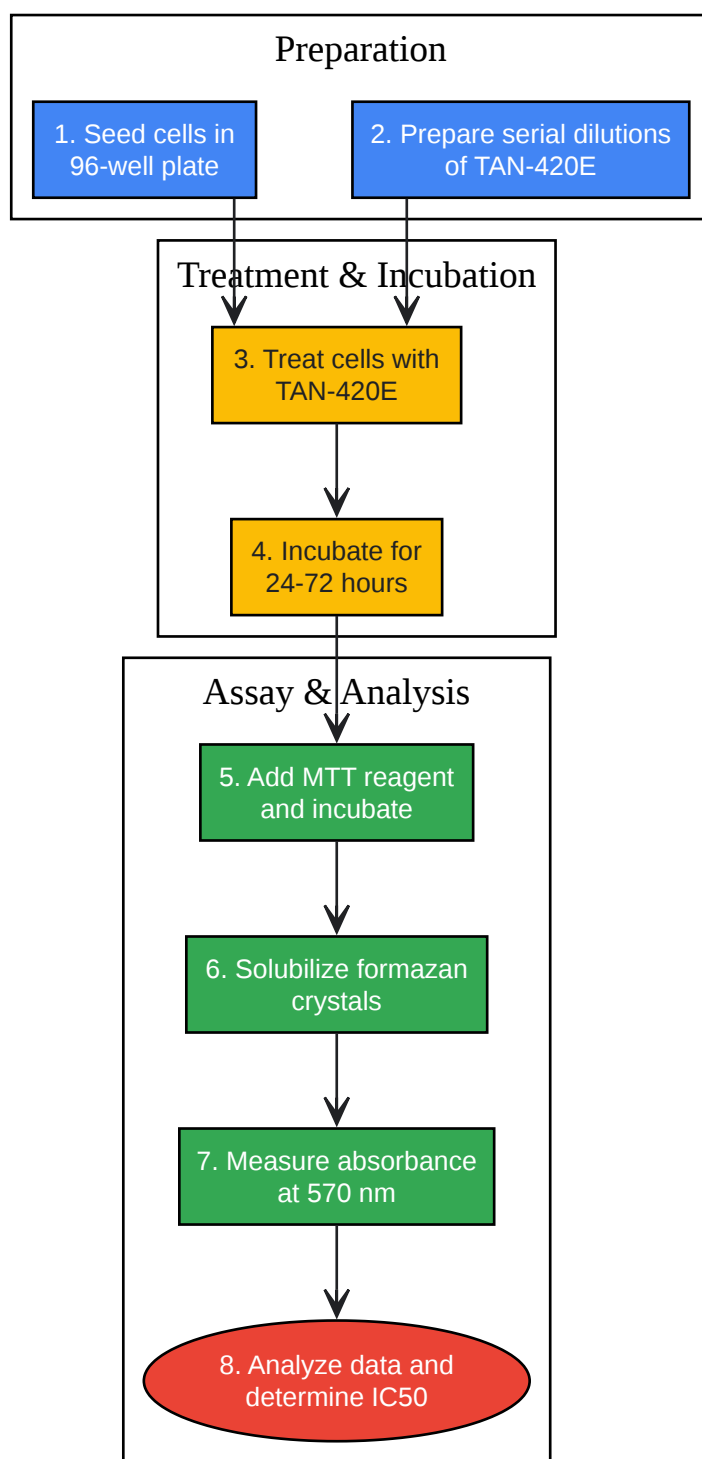 Preparation
1. Seed cells in
96-well plate
2. Prepare serial dilutions
of TAN-420E
Treatment & Incubation
3. Treat cells with
TAN-420E
4. Incubate for
24-72 hours
Assay & Analysis
5. Add MTT reagent
and incubate
6. Solubilize formazan
crystals
7. Measure absorbance
at 570 nm
8. Analyze data and
determine IC50